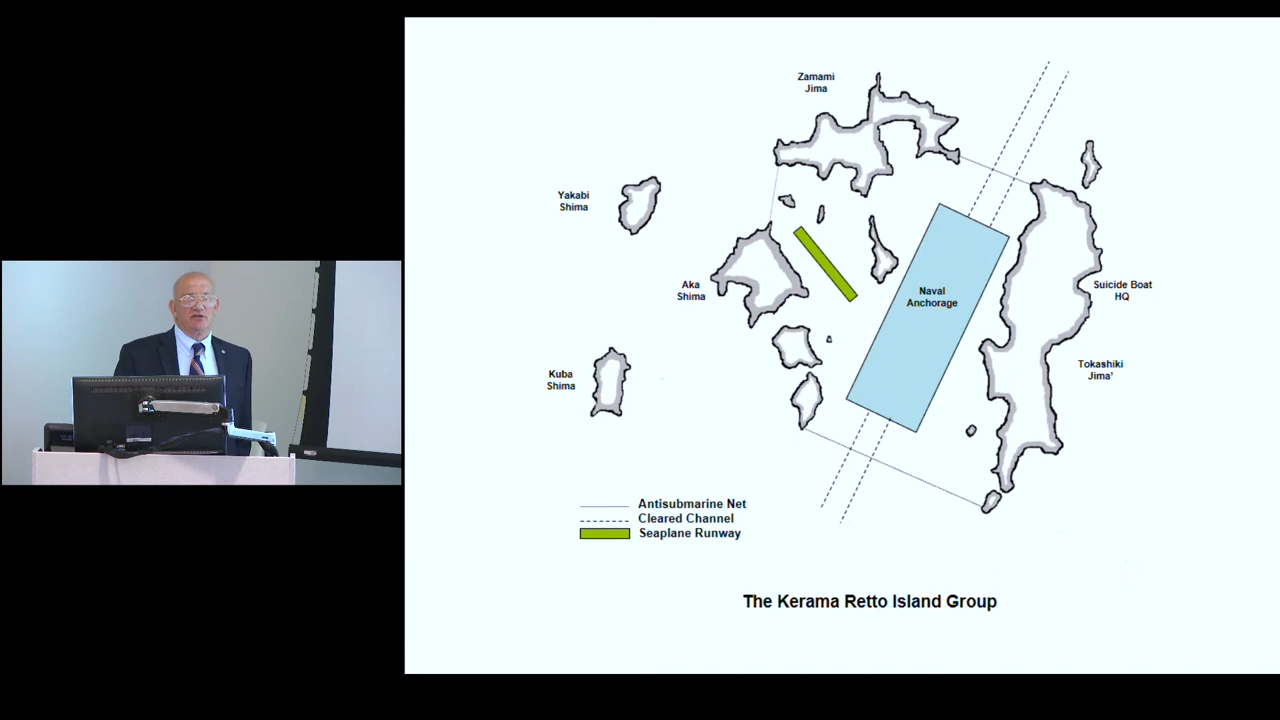 Zamami
Jima
Yakabi
Shima
Aka
Shima
Naval
Anchorage
Suicide Boat
HQ
Kuba
Shima
Tokashiki
Jima'
Antisubmarine Net
Cleared Channel
Seaplane Runway
The Kerama Retto Island Group